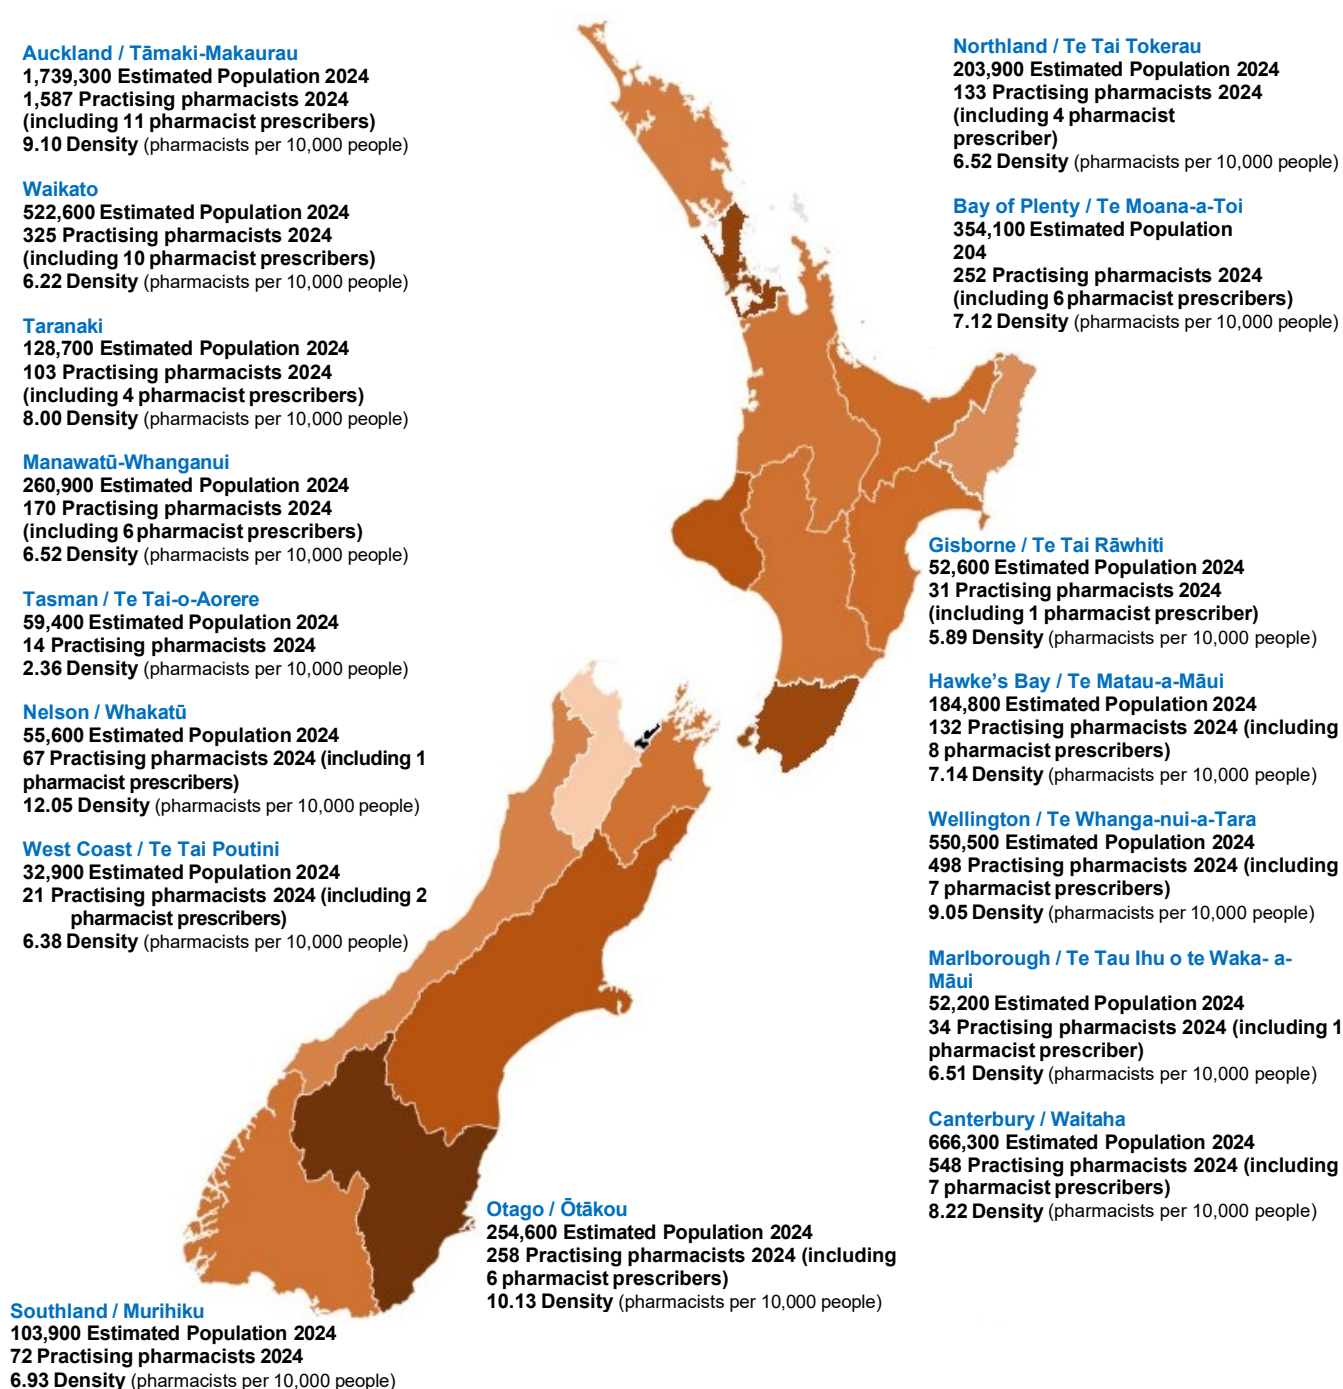 Auckland / Tāmaki-Makaurau
1,739,300 Estimated Population 2024
1,587 Practising pharmacists 2024
(including 11 pharmacist prescribers)
9.10 Density (pharmacists per 10,000 people)
Waikato
522,600 Estimated Population 2024
325 Practising pharmacists 2024
(including 10 pharmacist prescribers)
6.22 Density (pharmacists per 10,000 people)
Taranaki
128,700 Estimated Population 2024
103 Practising pharmacists 2024
(including 4 pharmacist prescribers)
8.00 Density (pharmacists per 10,000 people)
Manawatū-Whanganui
260,900 Estimated Population 2024
170 Practising pharmacists 2024
(including 6 pharmacist prescribers)
6.52 Density (pharmacists per 10,000 people)
Tasman / Te Tai-o-Aorere
59,400 Estimated Population 2024
14 Practising pharmacists 2024
2.36 Density (pharmacists per 10,000 people)
Nelson / Whakatū
55,600 Estimated Population 2024
67 Practising pharmacists 2024 (including 1
pharmacist prescribers)
12.05 Density (pharmacists per 10,000 people)
West Coast / Te Tai Poutini
32,900 Estimated Population 2024
21 Practising pharmacists 2024 (including 2
pharmacist prescribers)
6.38 Density (pharmacists per 10,000 people)
Northland / Te Tai Tokerau
203,900 Estimated Population 2024
133 Practising pharmacists 2024
(including 4 pharmacist
prescriber)
6.52 Density (pharmacists per 10,000 people)
Bay of Plenty / Te Moana-a-Toi
354,100 Estimated Population
204
252 Practising pharmacists 2024
(including 6 pharmacist prescribers)
7.12 Density (pharmacists per 10,000 people)
Gisborne / Te Tai Rāwhiti
52,600 Estimated Population 2024
31 Practising pharmacists 2024
(including 1 pharmacist prescriber)
5.89 Density (pharmacists per 10,000 people)
Hawke's Bay / Te Matau-a-Māui
184,800 Estimated Population 2024
132 Practising pharmacists 2024 (including
8 pharmacist prescribers)
7.14 Density (pharmacists per 10,000 people)
Wellington / Te Whanga-nui-a-Tara
550,500 Estimated Population 2024
498 Practising pharmacists 2024 (including
7 pharmacist prescribers)
9.05 Density (pharmacists per 10,000 people)
Marlborough / Te Tau Ihu o te Waka- a-
Māui
52,200 Estimated Population 2024
34 Practising pharmacists 2024 (including 1
pharmacist prescriber)
6.51 Density (pharmacists per 10,000 people)
Canterbury / Waitaha
666,300 Estimated Population 2024
548 Practising pharmacists 2024 (including
7 pharmacist prescribers)
8.22 Density (pharmacists per 10,000 people)
Otago / Ōtākou
254,600 Estimated Population 2024
258 Practising pharmacists 2024 (including
6 pharmacist prescribers)
10.13 Density (pharmacists per 10,000 people)
Southland / Murihiku
103,900 Estimated Population 2024
72 Practising pharmacists 2024
6.93 Density (pharmacists per 10,000 people)